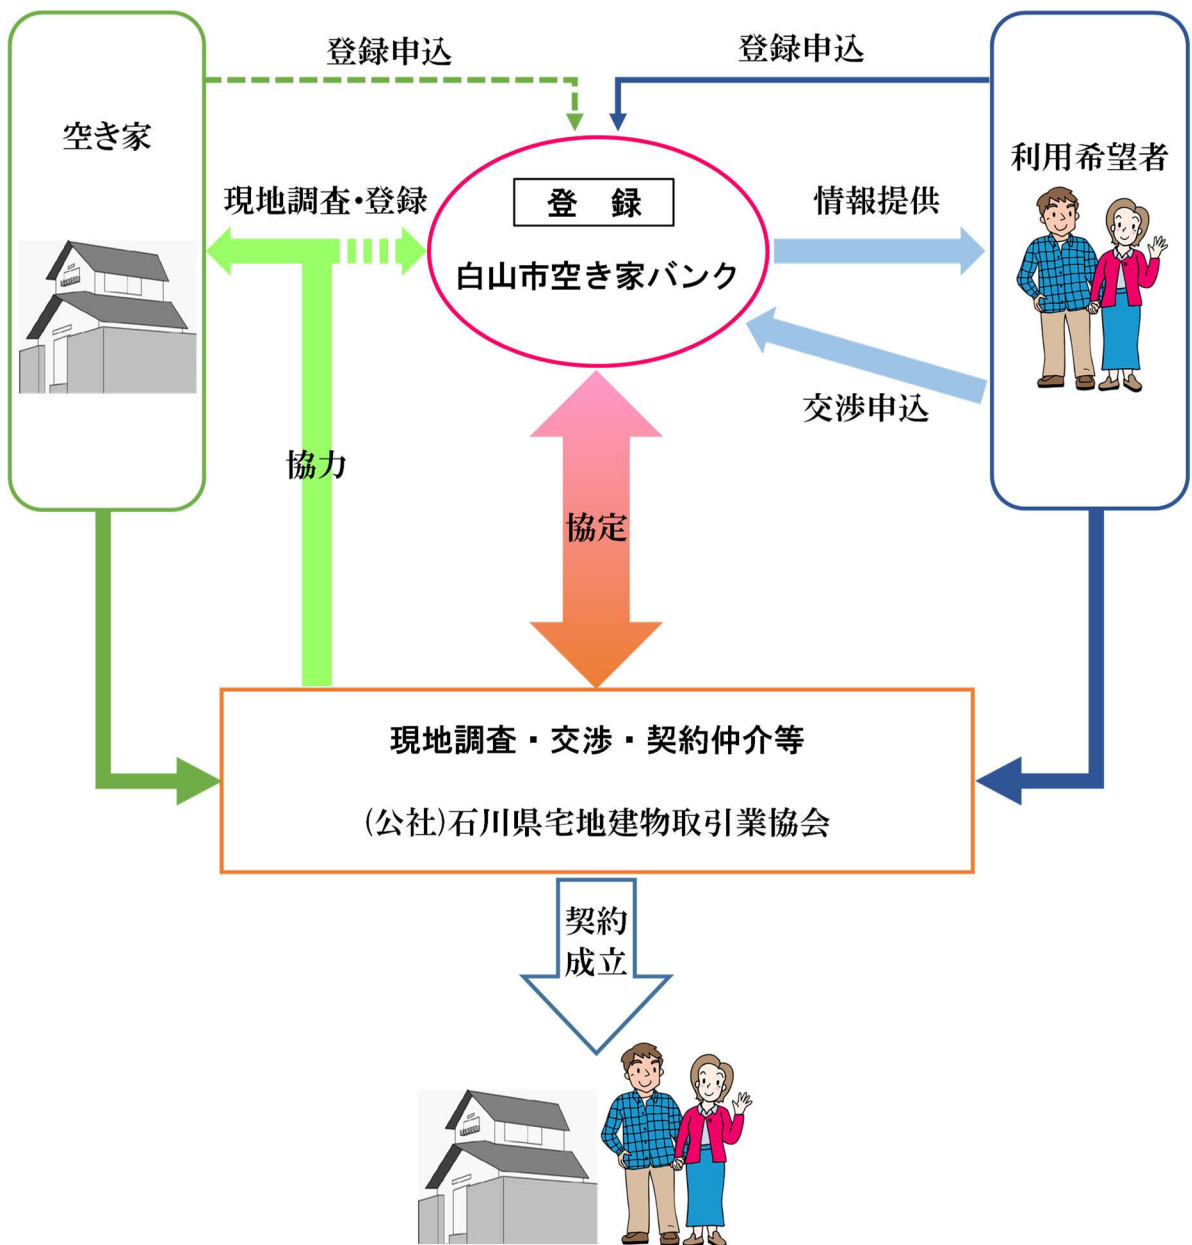 登録申込
登録申込
空き家
利用希望者
現地調査・登録
登　録
情報提供
白山市空き家バンク
交渉申込
協力
協定
現地調査・交渉・契約仲介等
(公社)石川県宅地建物取引業協会
契約
成立